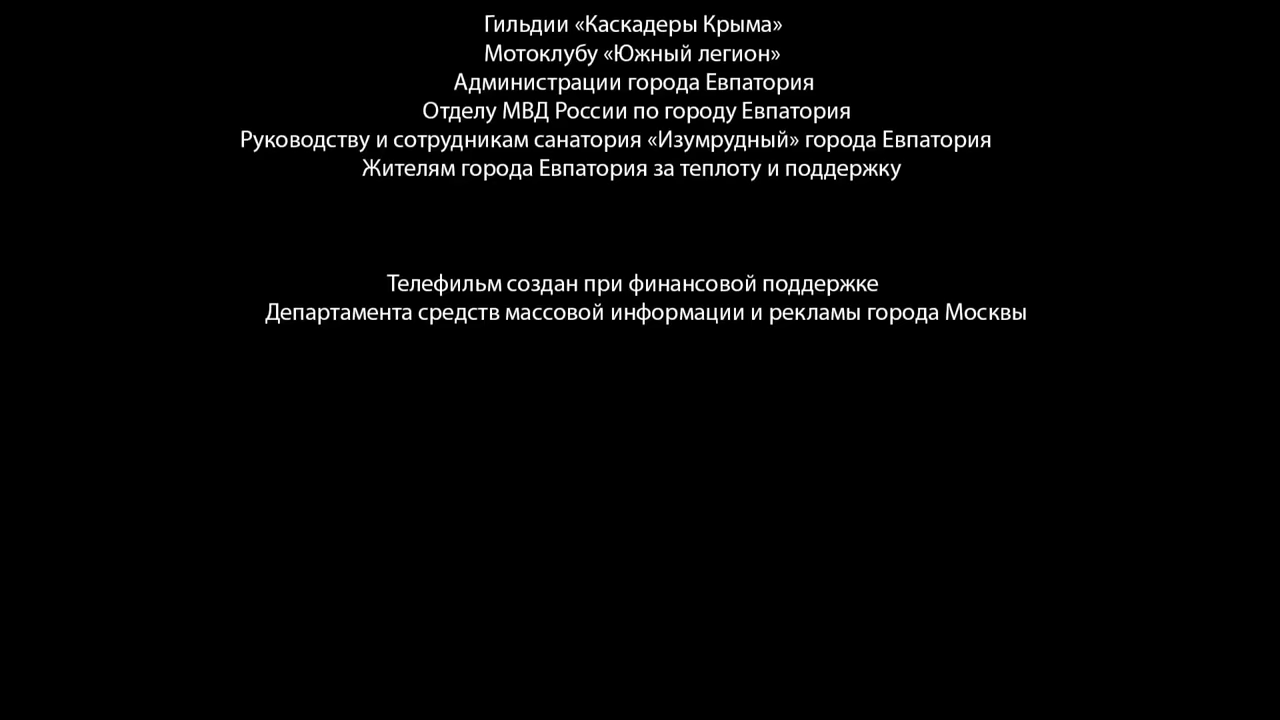 Гильдии «Каскадеры Крыма»
Мотоклубу «Южный легион»
Администрации города Евпатория
Отделу МВД России по городу Евпатория
Руководству и сотрудникам санатория «Изумрудный» города Евпатория
Жителям города Евпатория за теплоту и поддержку
Телефильм создан при финансовой поддержке
Департамента средств массовой информации и рекламы города Москвы